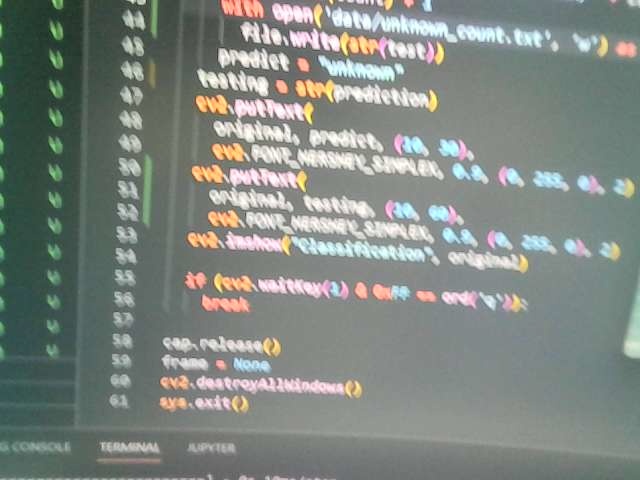 44 with open('data/unknown_count.txt', 'w') as
45 file.write(str(test))
46 predict = "unknown"
47 testing = str(prediction)
48 cv2.putText(
49 original, predict, (10, 30),
50 cv2.FONT_HERSHEY_SIMPLEX, 0.9, (0, 255, 0), 2)
51 cv2.putText(
52 original, testing, (10, 60),
53 cv2.FONT_HERSHEY_SIMPLEX, 0.9, (0, 255, 0), 2)
54 cv2.imshow("Classification", original)
55
56 if (cv2.waitKey(1) & 0xFF == ord('q')):
57 break
58
59 cap.release()
60 frame = None
61 cv2.destroyAllWindows()
sys.exit()
G CONSOLE TERMINAL JUPYTER